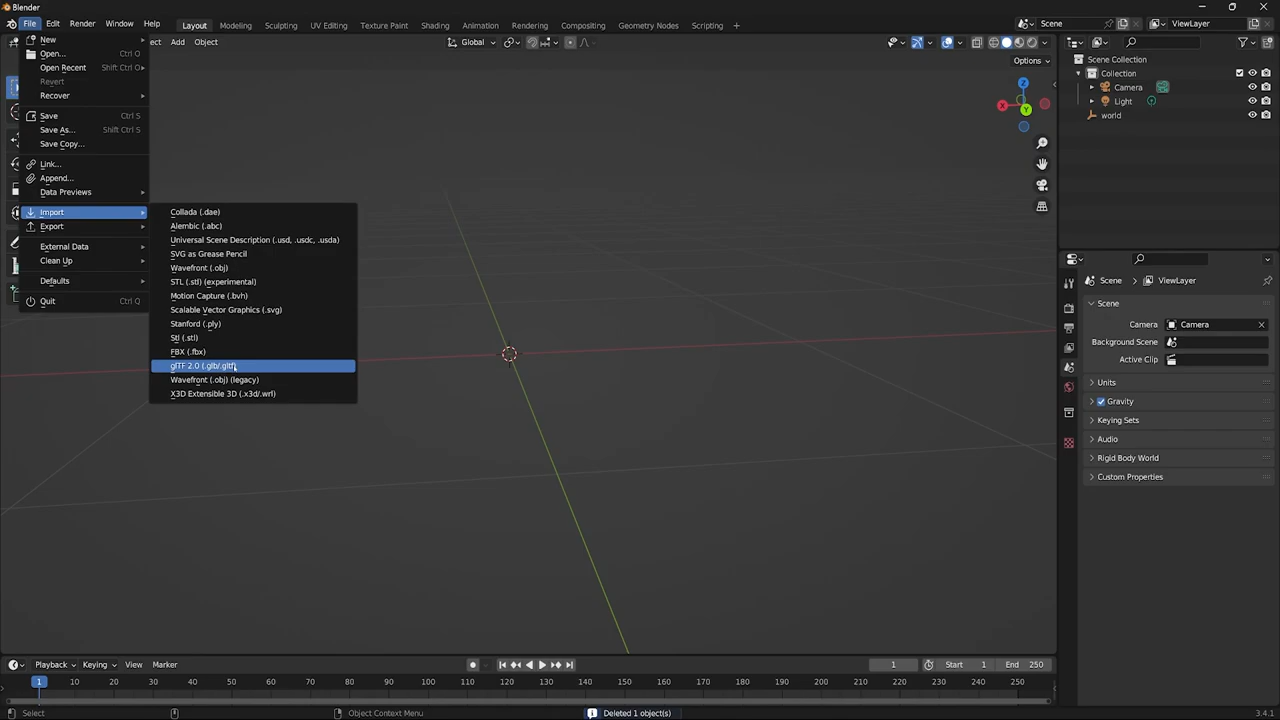 Blender
File Edit Render Window Help Layout Modeling Sculpting UV Editing Texture Paint Shading Animation Rendering Compositing Geometry Nodes Scripting + Scene ViewLayer
ect Add Object Global
Options
New
Open... Ctrl O
Open Recent Shift Ctrl O
Revert
Recover
Save Ctrl S
Save As... Shift Ctrl S
Save Copy...
Link...
Append...
Data Previews
Import
Export
External Data
Clean Up
Defaults
Quit Ctrl Q
Collada (.dae)
Alembic (.abc)
Universal Scene Description (.usd, .usdc, .usda)
SVG as Grease Pencil
Wavefront (.obj)
STL (.stl) (experimental)
Motion Capture (.bvh)
Scalable Vector Graphics (.svg)
Stanford (.ply)
Stl (.stl)
FBX (.fbx)
glTF 2.0 (.glb/.gltf)
Wavefront (.obj) (legacy)
X3D Extensible 3D (.x3d/.wrl)
Z
X
Y
Scene Collection
Collection
Camera
Light
world
Scene ViewLayer
Scene
Camera Camera
Background Scene
Active Clip
Units
Gravity
Keying Sets
Audio
Rigid Body World
Custom Properties
Playback Keying View Marker 1 Start 1 End 250
1 10 20 30 40 50 60 70 80 90 100 110 120 130 140 150 160 170 180 190 200 210 220 230 240 250
Select Object Context Menu Deleted 1 object(s) 3.4.1